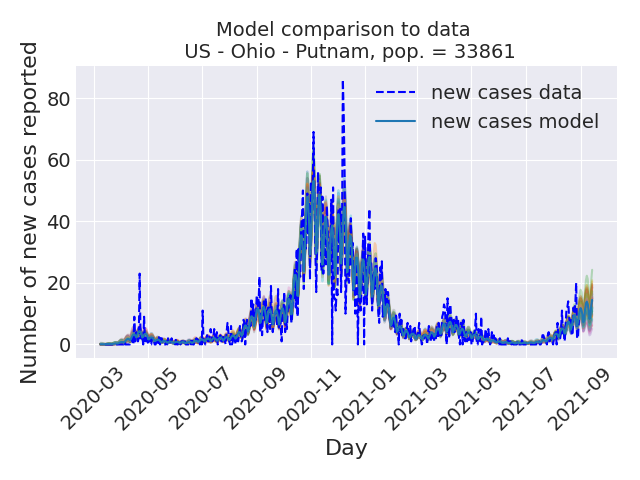 Model comparison to data
US - Ohio - Putnam, pop. = 33861
Number of new cases reported
80
60
40
20
0
new cases data
new cases model
2020-03
2020-05
2020-07
2020-09
2020-11
2021-01
2021-03
2021-05
2021-07
2021-09
Day